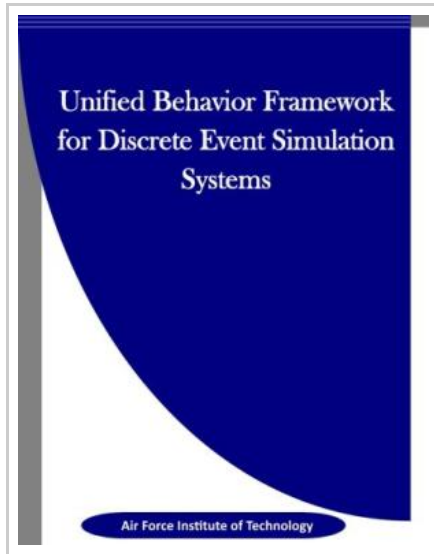 Unified Behavior Framework
for Discrete Event Simulation
Systems
Air Force Institute of Technology